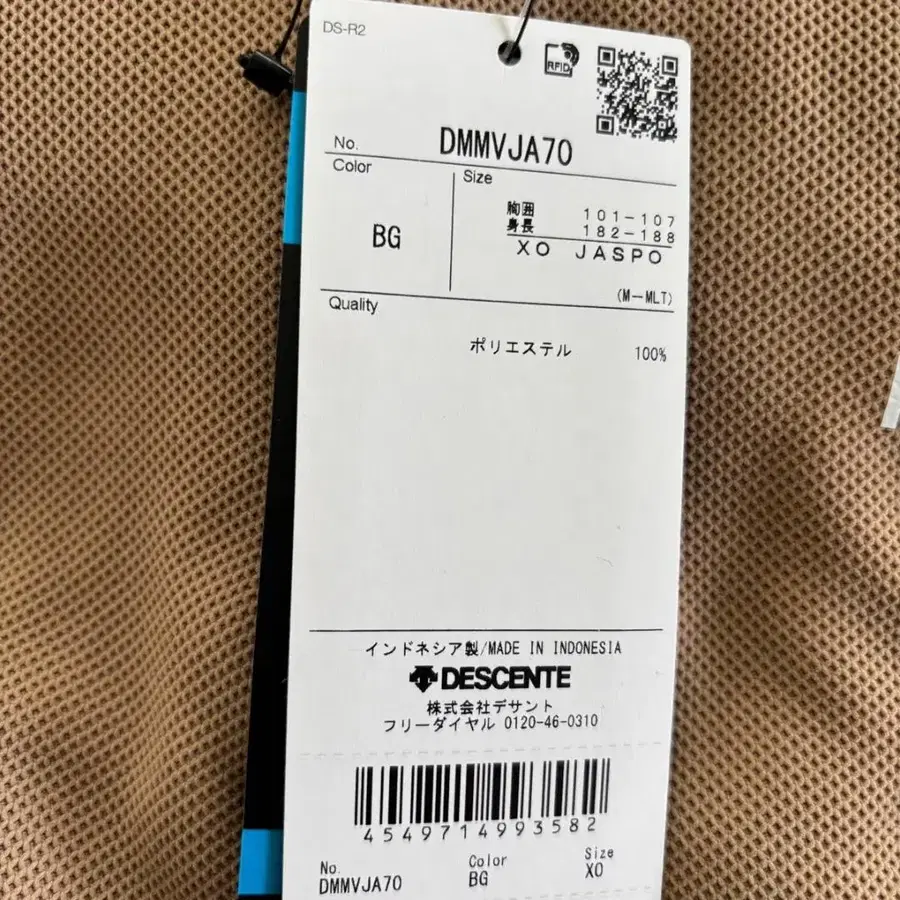 DS-R2
RFID
No. DMMVJA70
Color
Size
BG
胸囲 101-107
身長 182-188
XO JASPO
(M-MLT)
Quality
ポリエステル 100%
インドネシア製/MADE IN INDONESIA
DESCENTE
株式会社デサント
フリーダイヤル 0120-46-0310
4549714993582
No. Color Size
DMMVJA70 BG XO